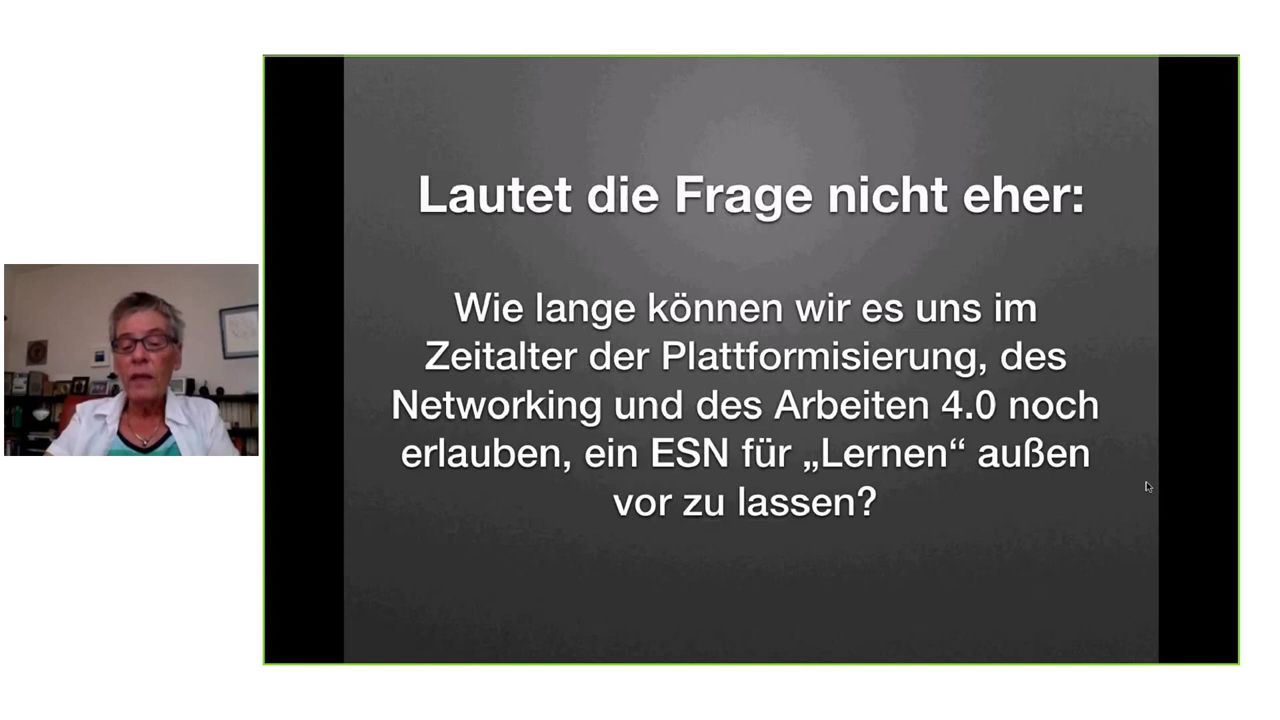 Lautet die Frage nicht eher:
Wie lange können wir es uns im
Zeitalter der Plattformisierung, des
Networking und des Arbeiten 4.0 noch
erlauben, ein ESN für „Lernen“ außen
vor zu lassen?